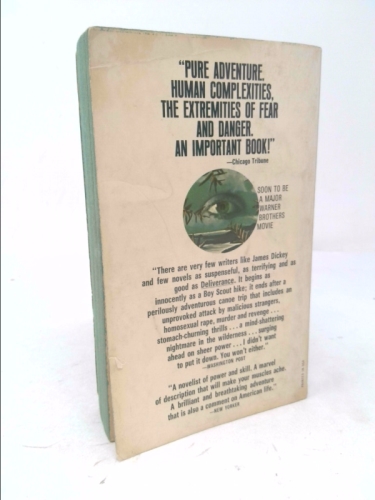 "PURE ADVENTURE,
HUMAN COMPLEXITIES,
THE EXTREMITIES OF FEAR
AND DANGER.
AN IMPORTANT BOOK!"
—Chicago Tribune
SOON TO BE
A MAJOR
WARNER
BROTHERS
MOVIE
"There are very few writers like James Dickey
and few novels as suspenseful, as terrifying and as
good as Deliverance. It begins as
innocently as a Boy Scout hike; it ends after a
perilously adventurous canoe trip that includes an
unprovoked attack by malicious strangers,
homosexual rape, murder and revenge . . .
stomach-churning thrills . . . a mind-shattering
nightmare in the wilderness . . . surging
ahead on sheer power . . . I didn't want
to put it down. You won't either."
—WASHINGTON POST
"A novelist of power and skill. A marvel
of description that will make your muscles ache.
A brilliant and breathtaking adventure
that is also a comment on American life."
—NEW YORKER